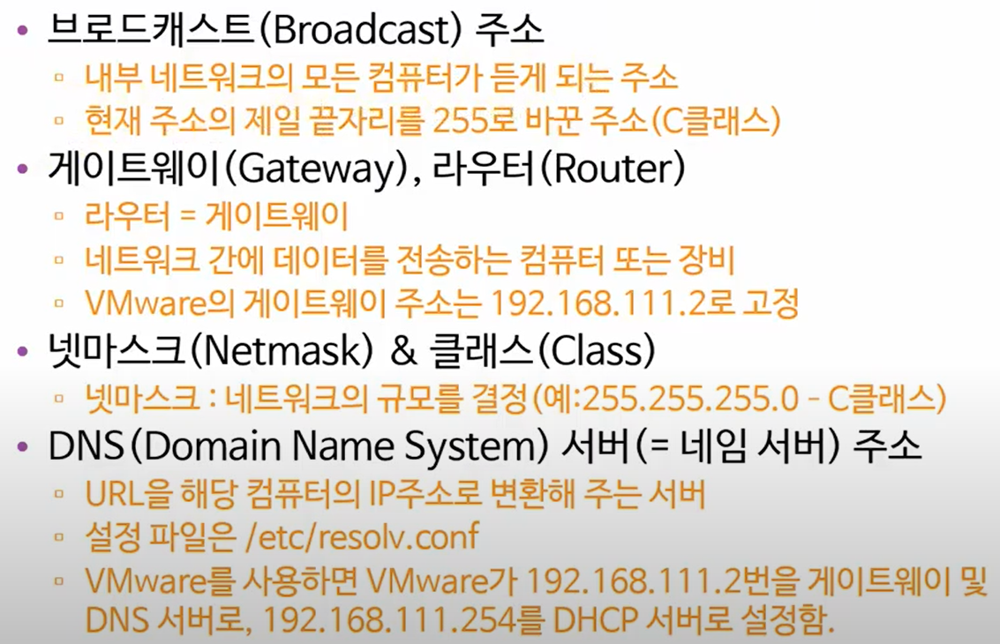 • 브로드캐스트(Broadcast) 주소
▫ 내부 네트워크의 모든 컴퓨터가 듣게 되는 주소
▫ 현재 주소의 제일 끝자리를 255로 바꾼 주소(C클래스)
• 게이트웨이(Gateway), 라우터(Router)
▫ 라우터 = 게이트웨이
▫ 네트워크 간에 데이터를 전송하는 컴퓨터 또는 장비
▫ VMware의 게이트웨이 주소는 192.168.111.2로 고정
• 넷마스크(Netmask) & 클래스(Class)
▫ 넷마스크 : 네트워크의 규모를 결정(예:255.255.255.0 – C클래스)
• DNS(Domain Name System) 서버(= 네임 서버) 주소
▫ URL을 해당 컴퓨터의 IP주소로 변환해 주는 서버
▫ 설정 파일은 /etc/resolv.conf
▫ VMware를 사용하면 VMware가 192.168.111.2번을 게이트웨이 및
DNS 서버로, 192.168.111.254를 DHCP 서버로 설정함.